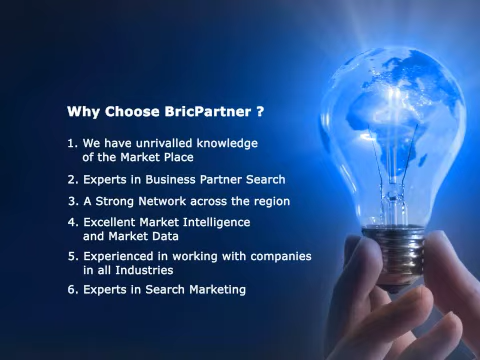 Why Choose BricPartner ?
1. We have unrivalled knowledge
of the Market Place
2. Experts in Business Partner Search
3. A Strong Network across the region
4. Excellent Market Intelligence
and Market Data
5. Experienced in working with companies
in all Industries
6. Experts in Search Marketing